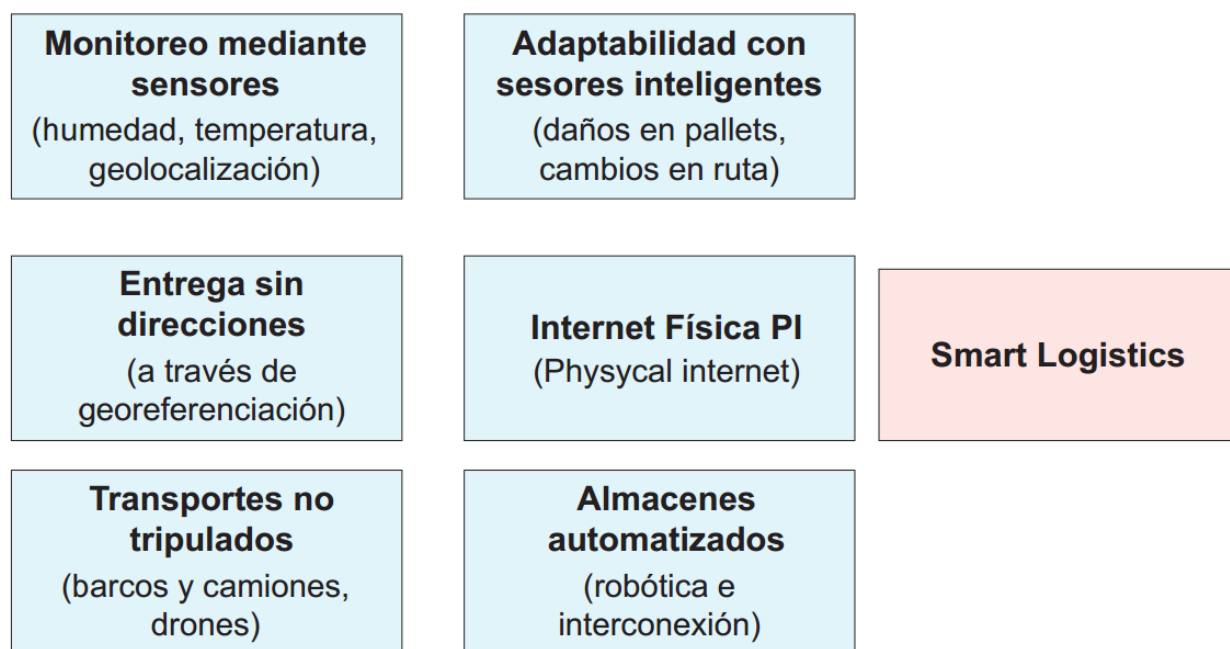 Monitoreo mediante
sensores
(humedad, temperatura,
geolocalización)
Adaptabilidad con
sesores inteligentes
(daños en pallets,
cambios en ruta)
Entrega sin
direcciones
(a través de
georeferenciación)
Internet Física PI
(Physycal internet)
Smart Logistics
Transportes no
tripulados
(barcos y camiones,
drones)
Almacenes
automatizados
(robótica e
interconexión)